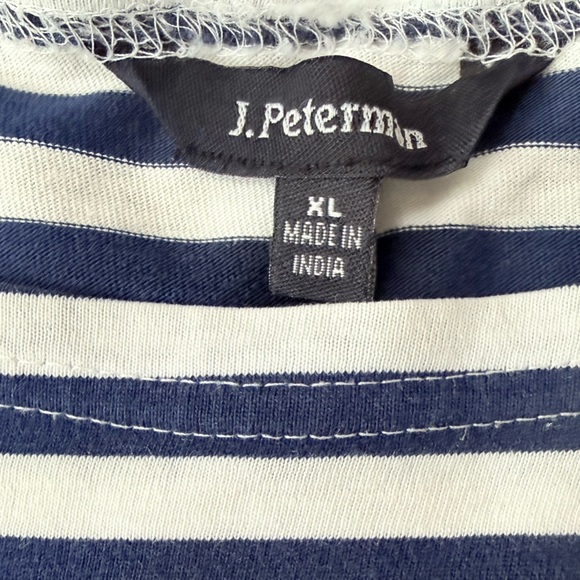 J. Peterman
XL
MADE IN
INDIA